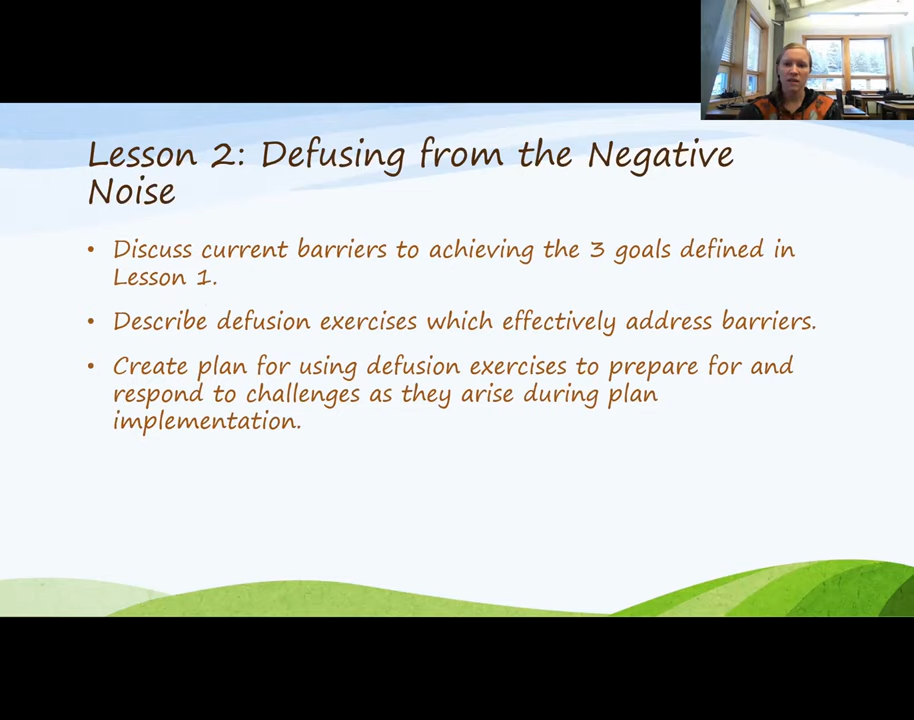 Lesson 2: Defusing from the Negative
Noise
• Discuss current barriers to achieving the 3 goals defined in
Lesson 1.
• Describe defusion exercises which effectively address barriers.
• Create plan for using defusion exercises to prepare for and
respond to challenges as they arise during plan
implementation.